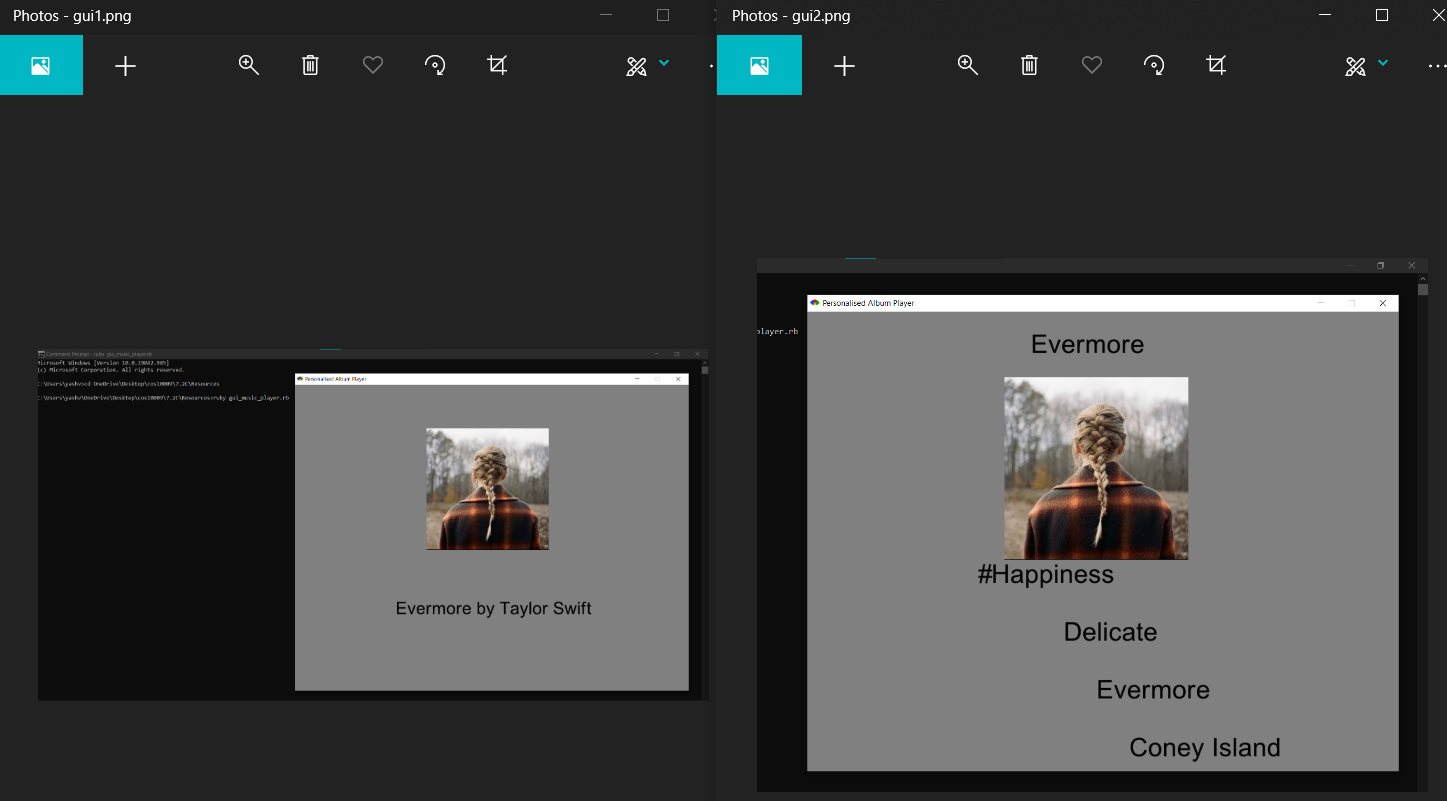 Photos - gui1.png
Command Prompt - ruby gui_music_player.rb
Microsoft Windows [Version 10.0.19042.985]
(c) Microsoft Corporation. All rights reserved.
C:\Users\yashv>cd OneDrive\Desktop\cos10009\7.2C\Resources
C:\Users\yashv\OneDrive\Desktop\cos10009\7.2C\Resources>ruby gui_music_player.rb
Personalised Album Player
Evermore by Taylor Swift
Photos - gui2.png
player.rb
Personalised Album Player
Evermore
#Happiness
Delicate
Evermore
Coney Island